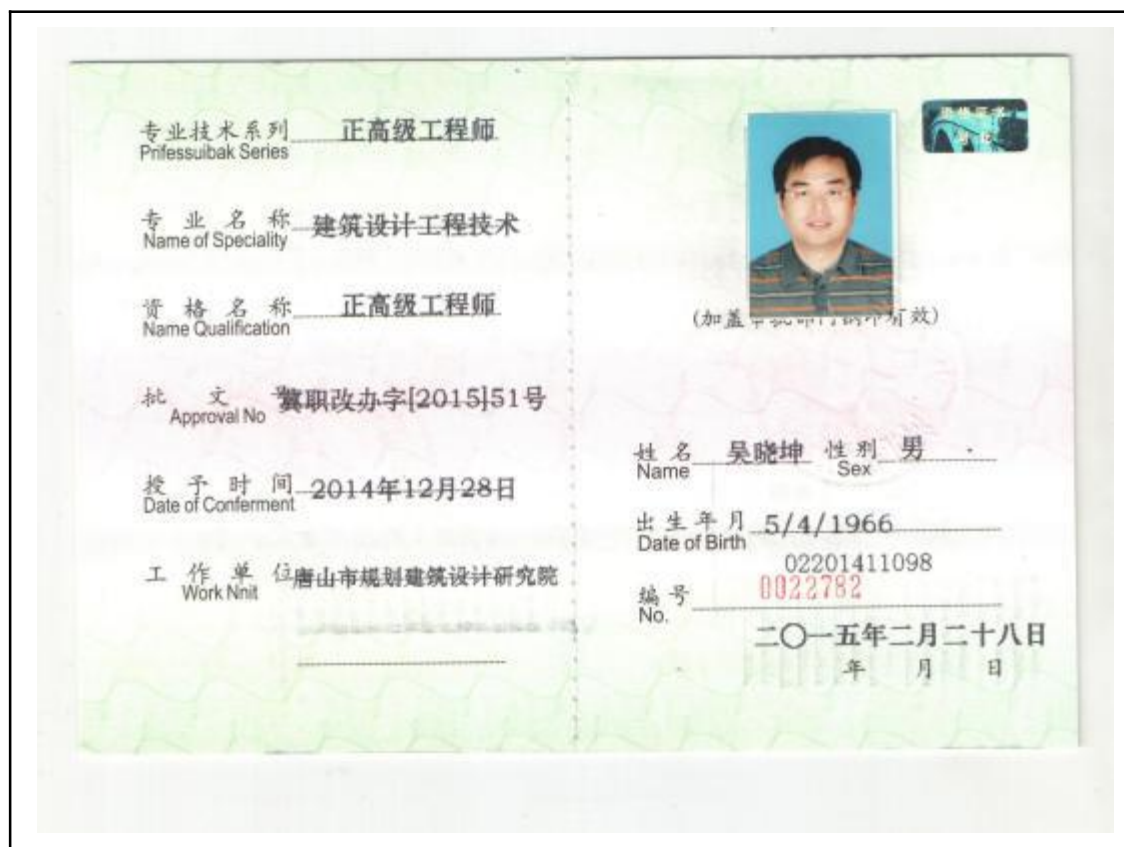 专业技术系列 正高级工程师
Prifessuibak Series
专业名称 建筑设计工程技术
Name of Speciality
资格名称 正高级工程师
Name Qualification
批文号 冀职改办字[2015]51号
Approval No
授予时间 2014年12月28日
Date of Conferment
工作单位 唐山市规划建筑设计研究院
Work Nnit
(加盖 有效)
姓名 吴晓坤 性别 男
Name Sex
出生年月 5/4/1966
Date of Birth
02201411098
编号 0022782
No.
二〇一五年二月二十八日
年 月 日